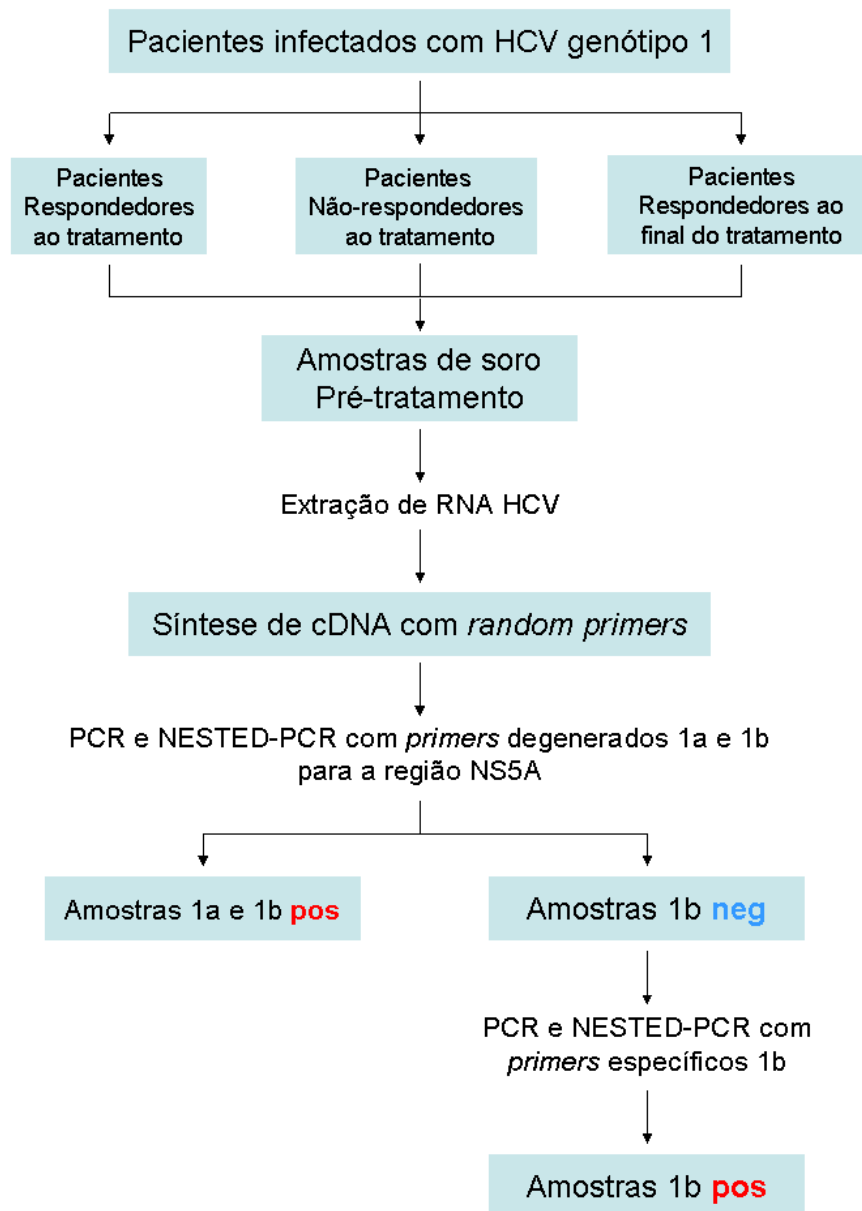 Pacientes infectados com HCV genótipo 1
Pacientes
Respondedores
ao tratamento
Pacientes
Não-respondedores
ao tratamento
Pacientes
Respondedores ao
final do tratamento
Amostras de soro
Pré-tratamento
Extração de RNA HCV
Síntese de cDNA com random primers
PCR e NESTED-PCR com primers degenerados 1a e 1b
para a região NS5A
Amostras 1a e 1b pos
Amostras 1b neg
PCR e NESTED-PCR com
primers específicos 1b
Amostras 1b pos